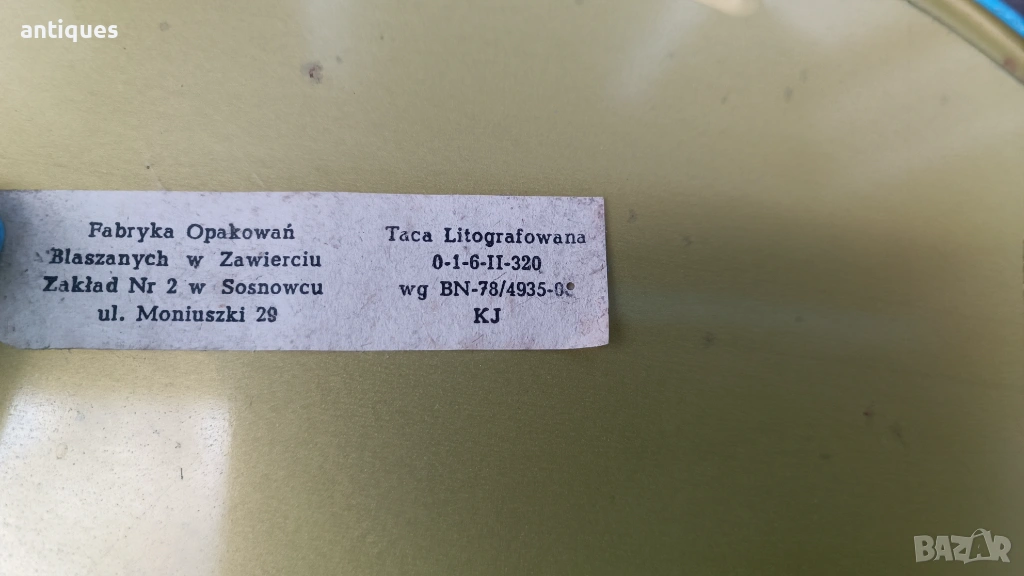 antiques
Fabryka Opakowań
Blaszanych w Zawierciu
Zakład Nr 2 w Sosnowcu
ul. Moniuszki 29
Taca Litografowana
0-1-6-II-320
wg
KJ
BAZAR